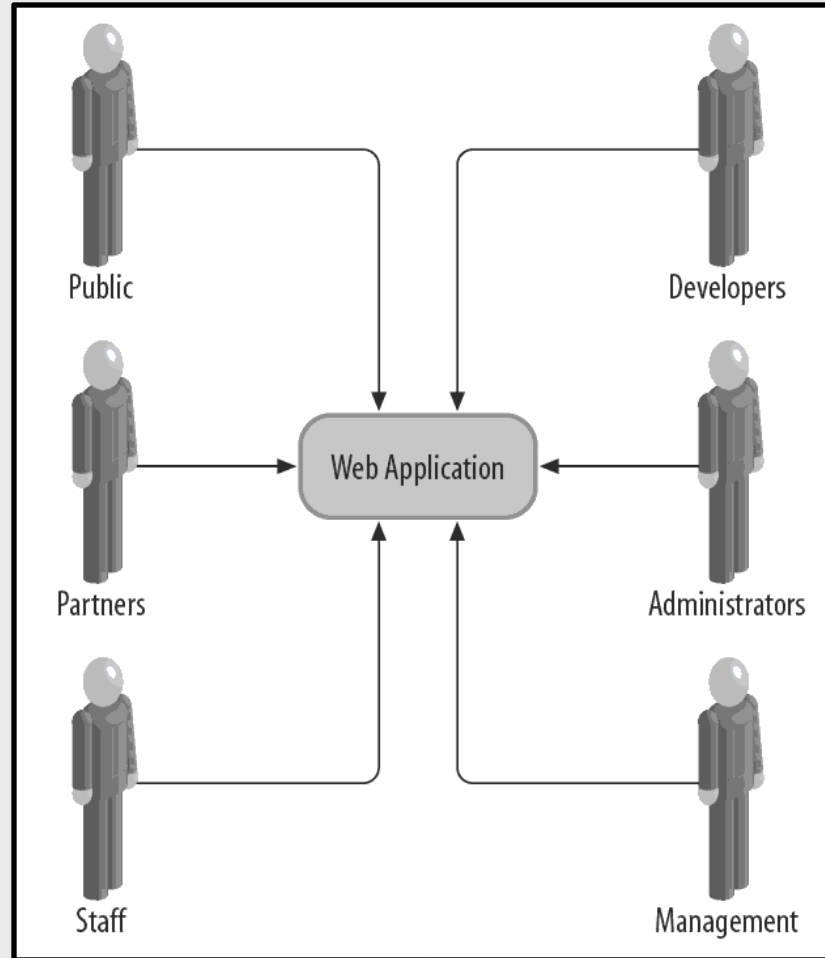 Public
Developers
Web Application
Partners
Administrators
Staff
Management